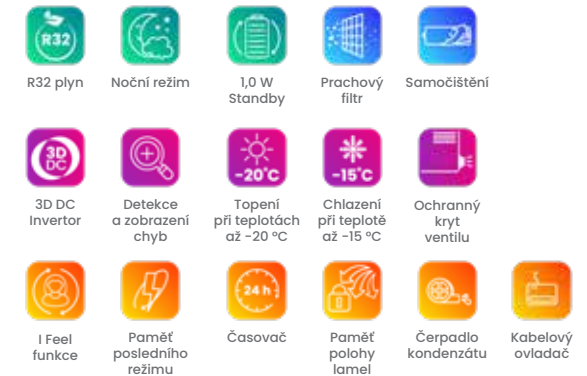 R32
R32 plyn
Noční režim
1,0 W
Standby
Prachový
filtr
Samočištění
3D
DC
-20°C
-15°C
3D DC
Invertor
Detekce
a zobrazení
chyb
Topení
při teplotách
až -20 °C
Chlazení
při teplotě
až -15 °C
Ochranný
kryt
ventilu
24 h
I Feel
funkce
Paměť
posledního
režimu
Časovač
Paměť
polohy
lamel
Čerpadlo
kondenzátu
Kabelový
ovladač